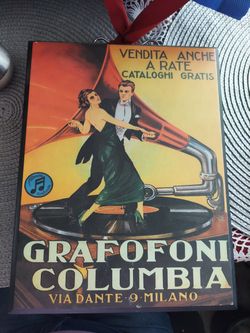 VENDITA ANCHE
A RATE
CATALOGHI GRATIS
GRAFOFONI
COLUMBIA
VIA DANTE·9·MILANO